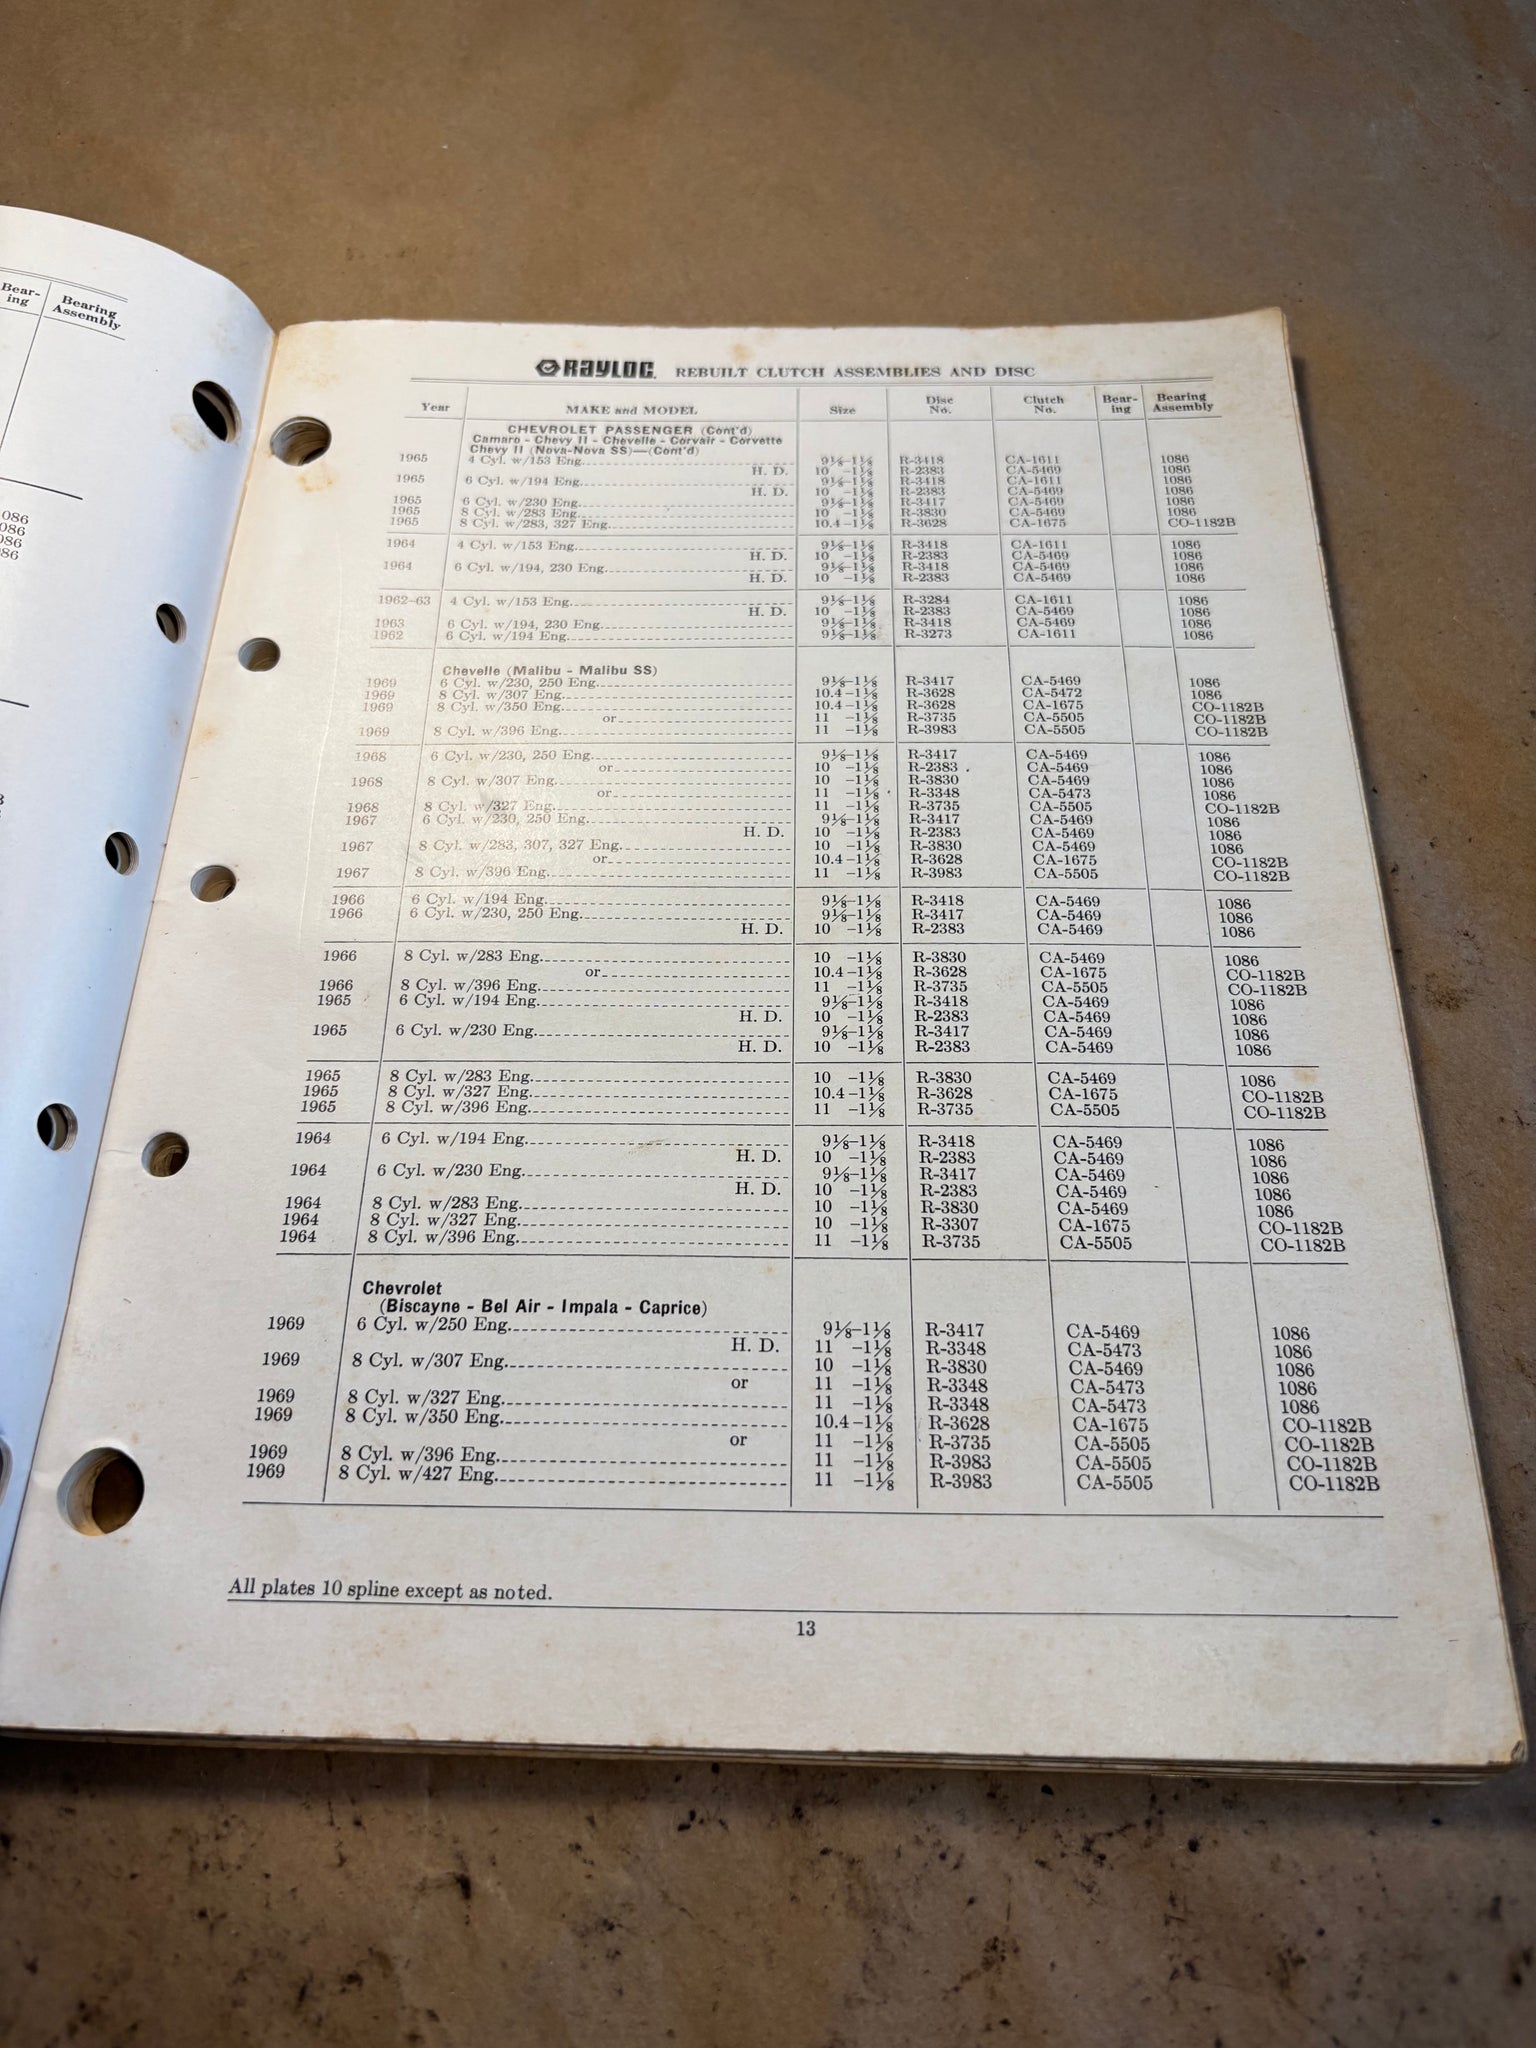 Bear-
ing
Bearing
Assembly
086
086
086
86
RAYLOC REBUILT CLUTCH ASSEMBLIES AND DISC
Year MAKE and MODEL Size Disc No. Clutch No. Bear-ing Bearing Assembly
CHEVROLET PASSENGER (Cont'd)
Camaro - Chevy II - Chevelle - Corvair - Corvette
Chevy II (Nova-Nova SS)—(Cont'd)
1965 4 Cyl. w/153 Eng. 9⅛-1⅛ R-3418 CA-1611 1086
H. D. 10 -1⅛ R-2383 CA-5469 1086
1965 6 Cyl. w/194 Eng. 9⅛-1⅛ R-3418 CA-1611 1086
H. D. 10 -1⅛ R-2383 CA-5469 1086
1965 6 Cyl. w/230 Eng. 9⅛-1⅛ R-3417 CA-5469 1086
1965 8 Cyl. w/283 Eng. 10 -1⅛ R-3830 CA-5469 1086
1965 8 Cyl. w/283, 327 Eng. 10.4-1⅛ R-3628 CA-1675 CO-1182B
1964 4 Cyl. w/153 Eng. 9⅛-1⅛ R-3418 CA-1611 1086
H. D. 10 -1⅛ R-2383 CA-5469 1086
1964 6 Cyl. w/194, 230 Eng. 9⅛-1⅛ R-3418 CA-5469 1086
H. D. 10 -1⅛ R-2383 CA-5469 1086
1962-63 4 Cyl. w/153 Eng. 9⅛-1⅛ R-3284 CA-1611 1086
H. D. 10 -1⅛ R-2383 CA-5469 1086
1963 6 Cyl. w/194, 230 Eng. 9⅛-1⅛ R-3418 CA-5469 1086
1962 6 Cyl. w/194 Eng. 9⅛-1⅛ R-3273 CA-1611 1086
Chevelle (Malibu - Malibu SS)
1969 6 Cyl. w/230, 250 Eng. 9⅛-1⅛ R-3417 CA-5469 1086
1969 8 Cyl. w/307 Eng. 10.4-1⅛ R-3628 CA-5472 1086
1969 8 Cyl. w/350 Eng. 10.4-1⅛ R-3628 CA-1675 CO-1182B
or 11 -1⅛ R-3735 CA-5505 CO-1182B
1969 8 Cyl. w/396 Eng. 11 -1⅛ R-3983 CA-5505 CO-1182B
1968 6 Cyl. w/230, 250 Eng. 9⅛-1⅛ R-3417 CA-5469 1086
or 10 -1⅛ R-2383 CA-5469 1086
1968 8 Cyl. w/307 Eng. 10 -1⅛ R-3830 CA-5469 1086
or 11 -1⅛ R-3348 CA-5473 1086
1968 8 Cyl. w/327 Eng. 11 -1⅛ R-3735 CA-5505 CO-1182B
1967 6 Cyl. w/230, 250 Eng. 9⅛-1⅛ R-3417 CA-5469 1086
H. D. 10 -1⅛ R-2383 CA-5469 1086
1967 8 Cyl. w/283, 307, 327 Eng. 10 -1⅛ R-3830 CA-5469 1086
or 10.4-1⅛ R-3628 CA-1675 CO-1182B
1967 8 Cyl. w/396 Eng. 11 -1⅛ R-3983 CA-5505 CO-1182B
1966 6 Cyl. w/194 Eng. 9⅛-1⅛ R-3418 CA-5469 1086
1966 6 Cyl. w/230, 250 Eng. 9⅛-1⅛ R-3417 CA-5469 1086
H. D. 10 -1⅛ R-2383 CA-5469 1086
1966 8 Cyl. w/283 Eng. 10 -1⅛ R-3830 CA-5469 1086
or 10.4-1⅛ R-3628 CA-1675 CO-1182B
1966 8 Cyl. w/396 Eng. 11 -1⅛ R-3735 CA-5505 CO-1182B
1965 6 Cyl. w/194 Eng. 9⅛-1⅛ R-3418 CA-5469 1086
H. D. 10 -1⅛ R-2383 CA-5469 1086
1965 6 Cyl. w/230 Eng. 9⅛-1⅛ R-3417 CA-5469 1086
H. D. 10 -1⅛ R-2383 CA-5469 1086
1965 8 Cyl. w/283 Eng. 10 -1⅛ R-3830 CA-5469 1086
1965 8 Cyl. w/327 Eng. 10.4-1⅛ R-3628 CA-1675 CO-1182B
1965 8 Cyl. w/396 Eng. 11 -1⅛ R-3735 CA-5505 CO-1182B
1964 6 Cyl. w/194 Eng. 9⅛-1⅛ R-3418 CA-5469 1086
H. D. 10 -1⅛ R-2383 CA-5469 1086
1964 6 Cyl. w/230 Eng. 9⅛-1⅛ R-3417 CA-5469 1086
H. D. 10 -1⅛ R-2383 CA-5469 1086
1964 8 Cyl. w/283 Eng. 10 -1⅛ R-3830 CA-5469 1086
1964 8 Cyl. w/327 Eng. 10 -1⅛ R-3307 CA-1675 CO-1182B
1964 8 Cyl. w/396 Eng. 11 -1⅛ R-3735 CA-5505 CO-1182B
Chevrolet
(Biscayne - Bel Air - Impala - Caprice)
1969 6 Cyl. w/250 Eng. 9⅛-1⅛ R-3417 CA-5469 1086
H. D. 11 -1⅛ R-3348 CA-5473 1086
1969 8 Cyl. w/307 Eng. 10 -1⅛ R-3830 CA-5469 1086
or 11 -1⅛ R-3348 CA-5473 1086
1969 8 Cyl. w/327 Eng. 11 -1⅛ R-3348 CA-5473 1086
1969 8 Cyl. w/350 Eng. 10.4-1⅛ R-3628 CA-1675 CO-1182B
or 11 -1⅛ R-3735 CA-5505 CO-1182B
1969 8 Cyl. w/396 Eng. 11 -1⅛ R-3983 CA-5505 CO-1182B
1969 8 Cyl. w/427 Eng. 11 -1⅛ R-3983 CA-5505 CO-1182B
All plates 10 spline except as noted.
13